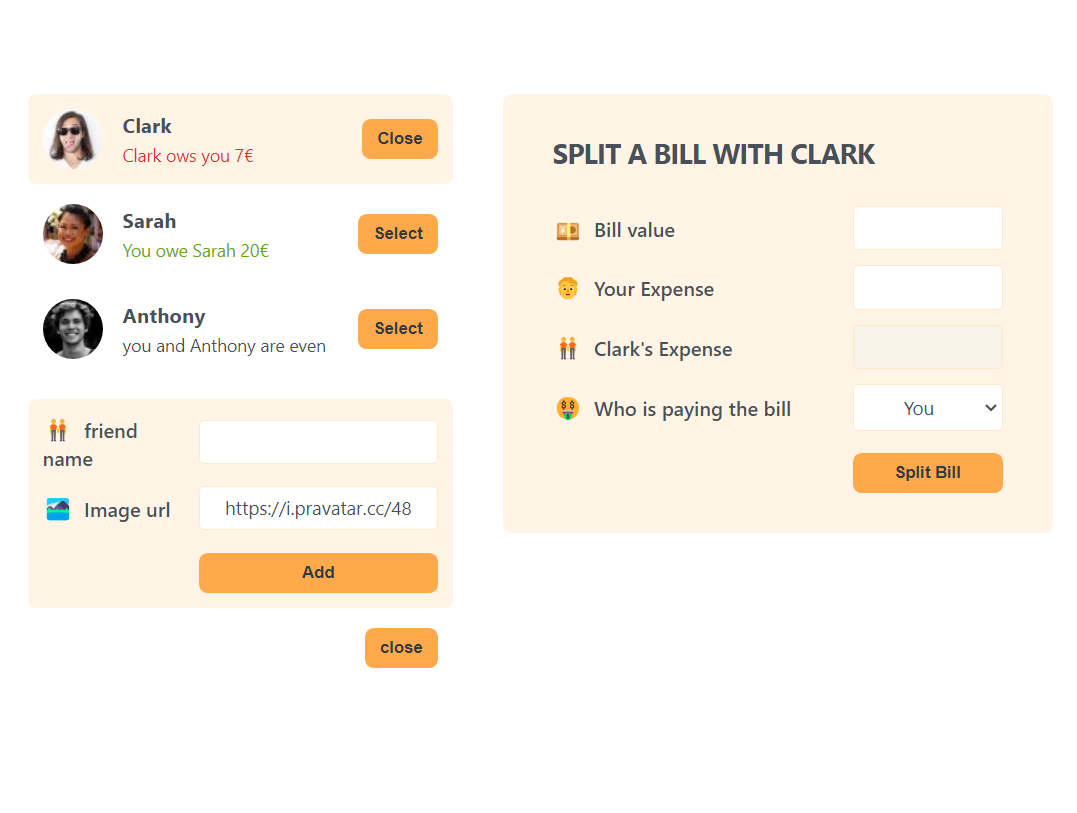 Clark
Clark ows you 7€
Close
Sarah
You owe Sarah 20€
Select
Anthony
you and Anthony are even
Select
friend
name
Image url
https://i.pravatar.cc/48
Add
close
SPLIT A BILL WITH CLARK
Bill value
Your Expense
Clark's Expense
Who is paying the bill
You
Split Bill